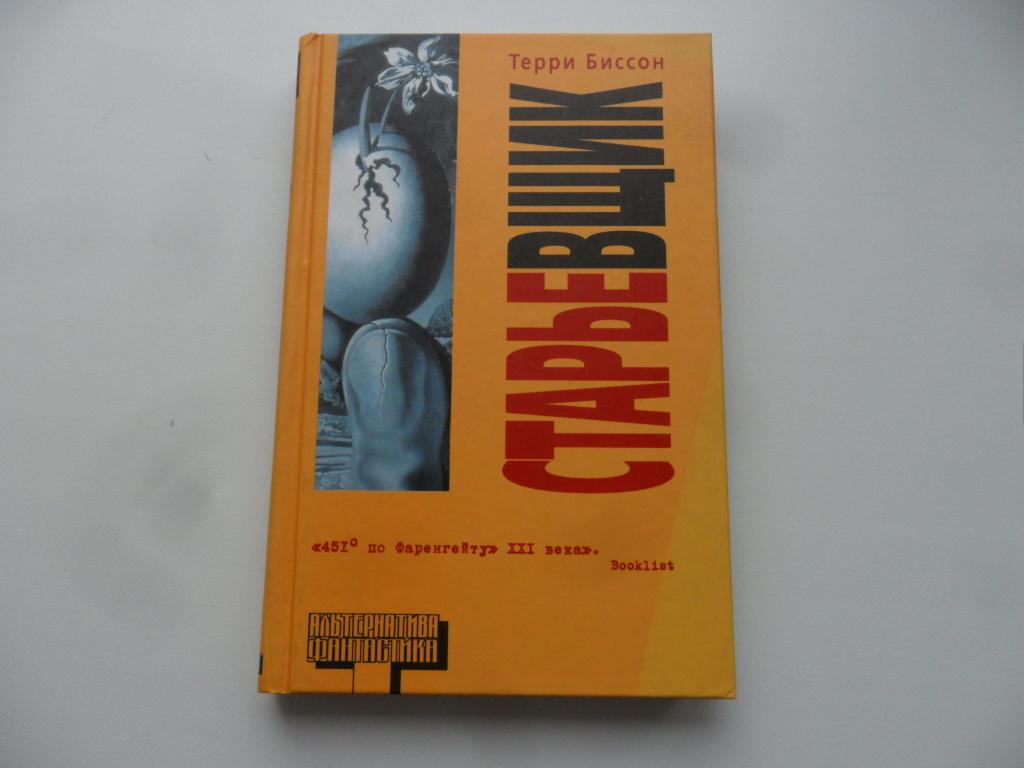 Терри Биссон
СТАРЬЕВЩИК
«451° по Фаренгейту» XXI века».
Booklist
АЛЬТЕРНАТИВА
ФАНТАСТИКА